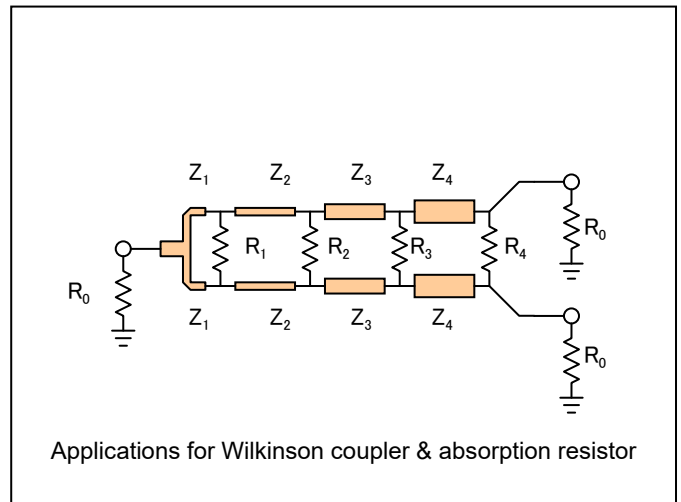 Z₁ Z₂ Z₃ Z₄
R₀
R₁ R₂ R₃ R₄
R₀
Z₁ Z₂ Z₃ Z₄
R₀
Applications for Wilkinson coupler & absorption resistor